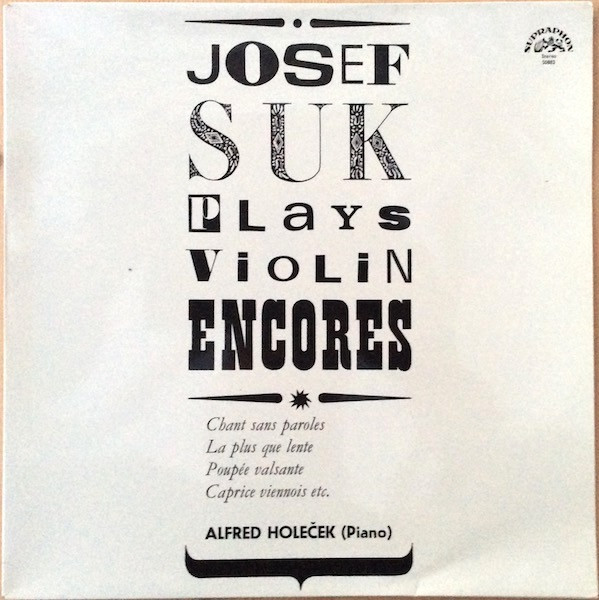 JOSEF
SUPRAPHON
Stereo
SUK
PLAYS
VIOLIN
ENCORES
Chant sans paroles
La plus que lente
Poupée valsante
Caprice viennois etc.
ALFRED HOLEČEK (Piano)